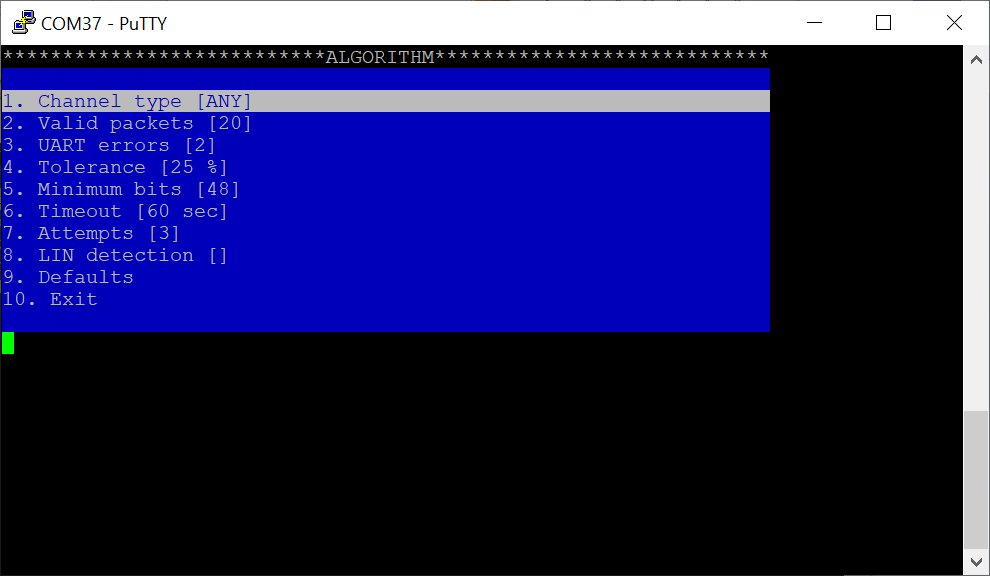 COM37 - PuTTY
***************************ALGORITHM****************************
1. Channel type [ANY]
2. Valid packets [20]
3. UART errors [2]
4. Tolerance [25 %]
5. Minimum bits [48]
6. Timeout [60 sec]
7. Attempts [3]
8. LIN detection []
9. Defaults
10. Exit